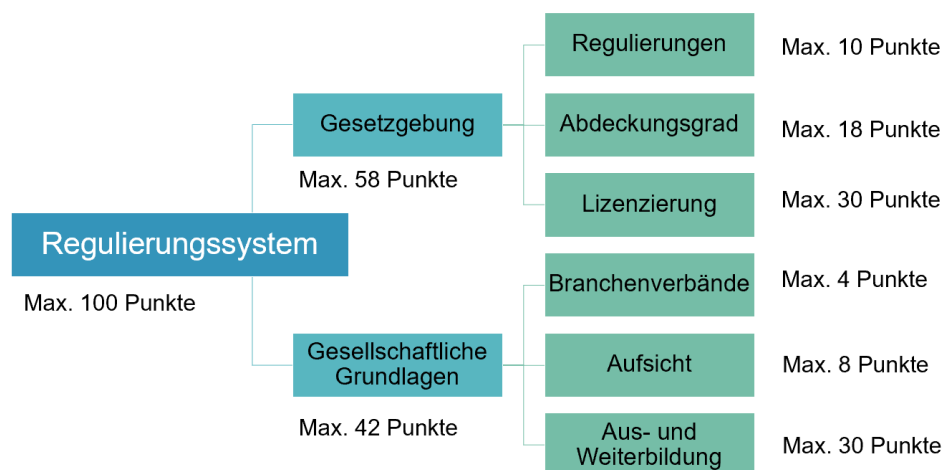 Regulierungssystem
Max. 100 Punkte
Gesetzgebung
Max. 58 Punkte
Regulierungen
Max. 10 Punkte
Abdeckungsgrad
Max. 18 Punkte
Lizenzierung
Max. 30 Punkte
Gesellschaftliche
Grundlagen
Max. 42 Punkte
Branchenverbände
Max. 4 Punkte
Aufsicht
Max. 8 Punkte
Aus- und
Weiterbildung
Max. 30 Punkte